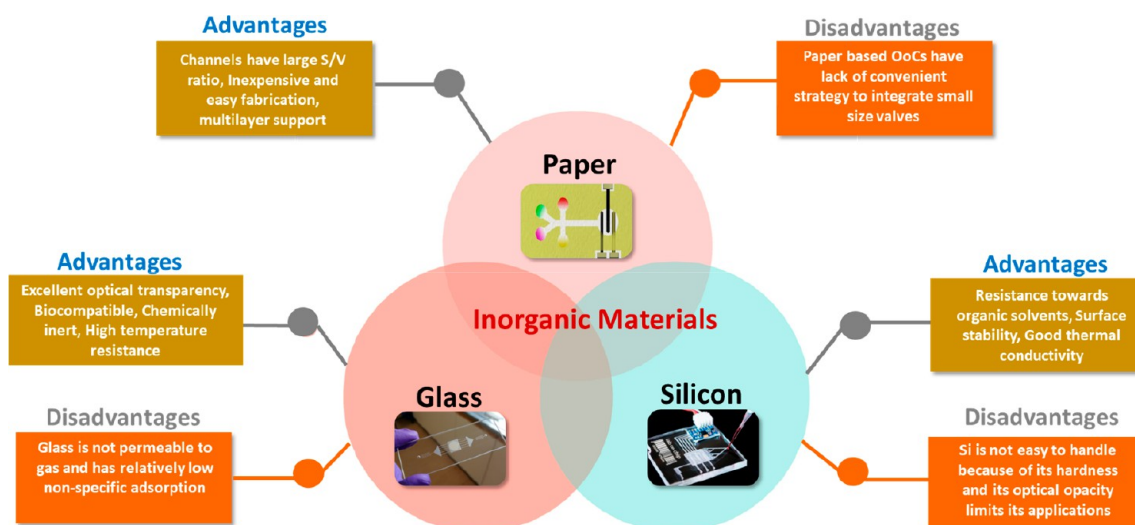 Advantages
Channels have large S/V
ratio, Inexpensive and
easy fabrication,
multilayer support
Disadvantages
Paper based OoCs have
lack of convenient
strategy to integrate small
size valves
Paper
Advantages
Excellent optical transparency,
Biocompatible, Chemically
inert, High temperature
resistance
Advantages
Resistance towards
organic solvents, Surface
stability, Good thermal
conductivity
Inorganic Materials
Glass
Silicon
Disadvantages
Glass is not permeable to
gas and has relatively low
non-specific adsorption
Disadvantages
Si is not easy to handle
because of its hardness
and its optical opacity
limits its applications